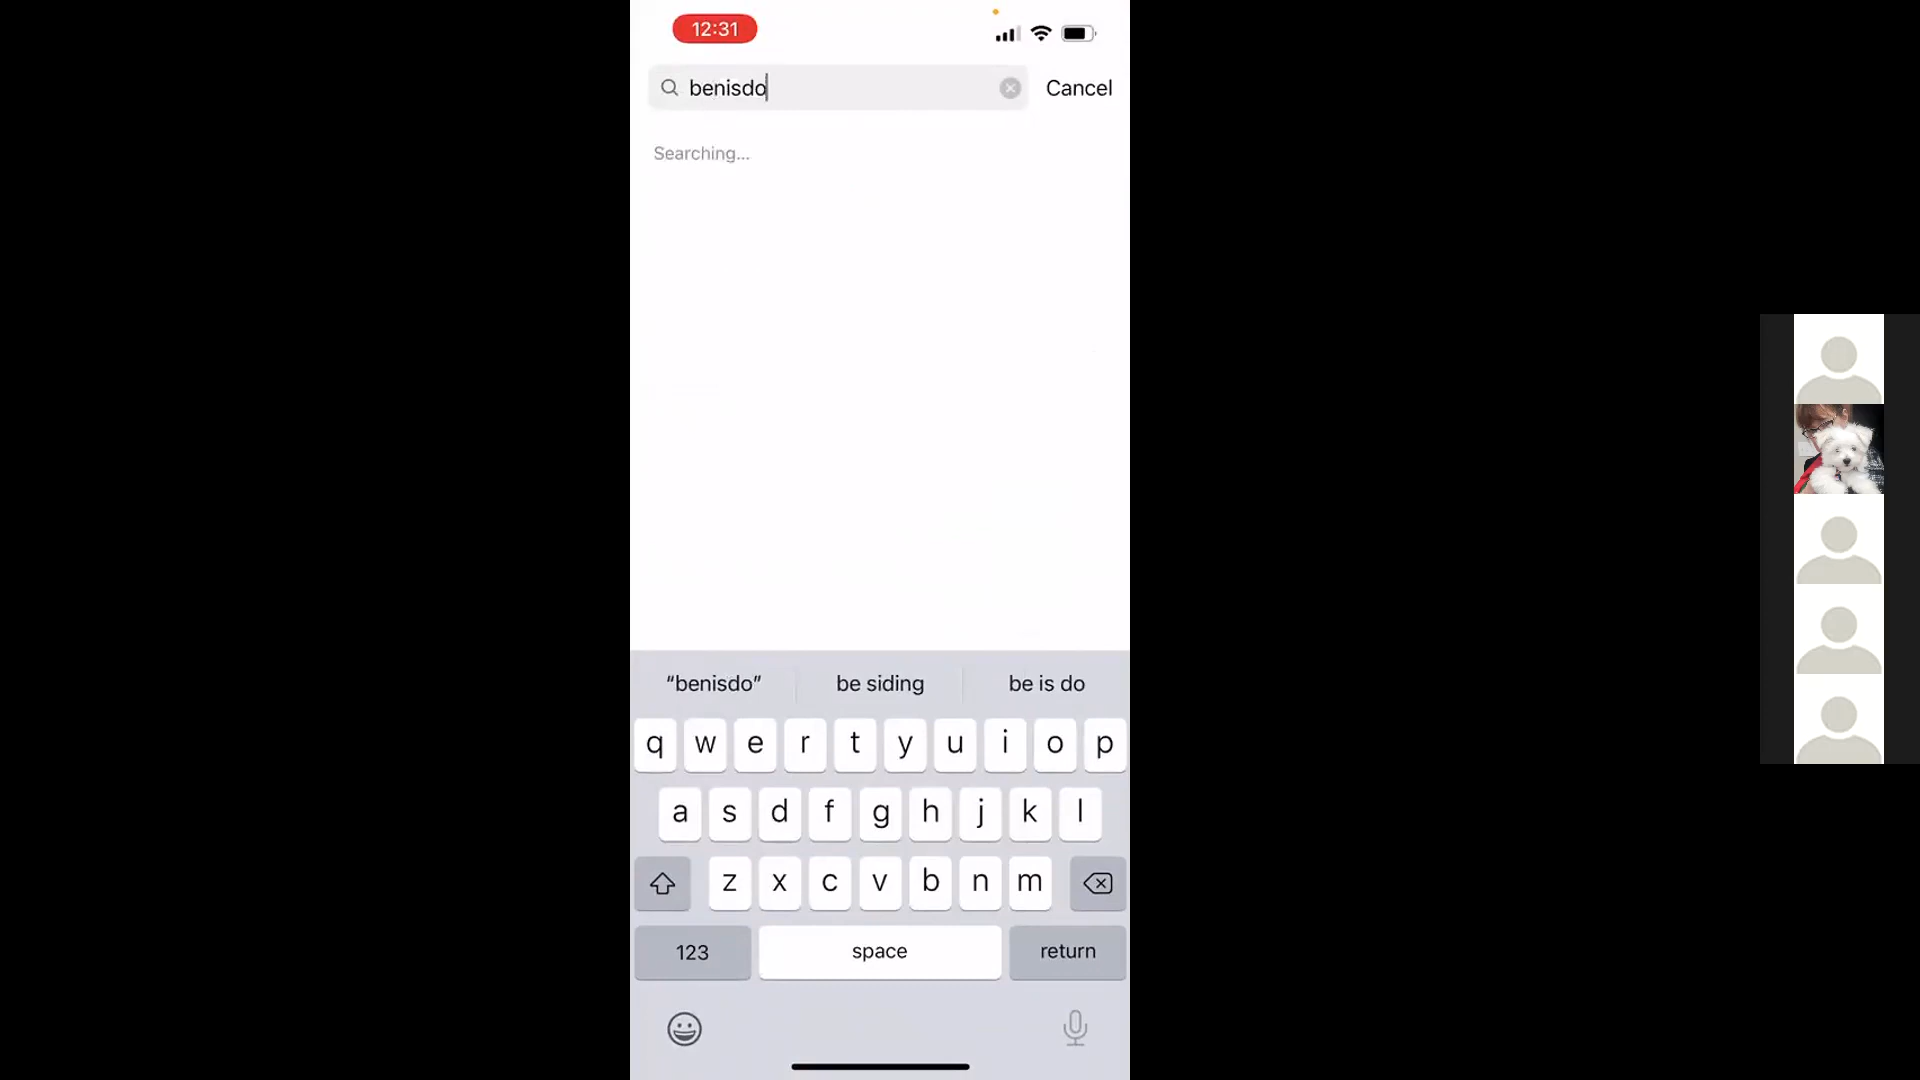 12:31
benisdo
Cancel
Searching...
“benisdo”
be siding
be is do
q w e r t y u i o p
a s d f g h j k l
z x c v b n m
123
space
return